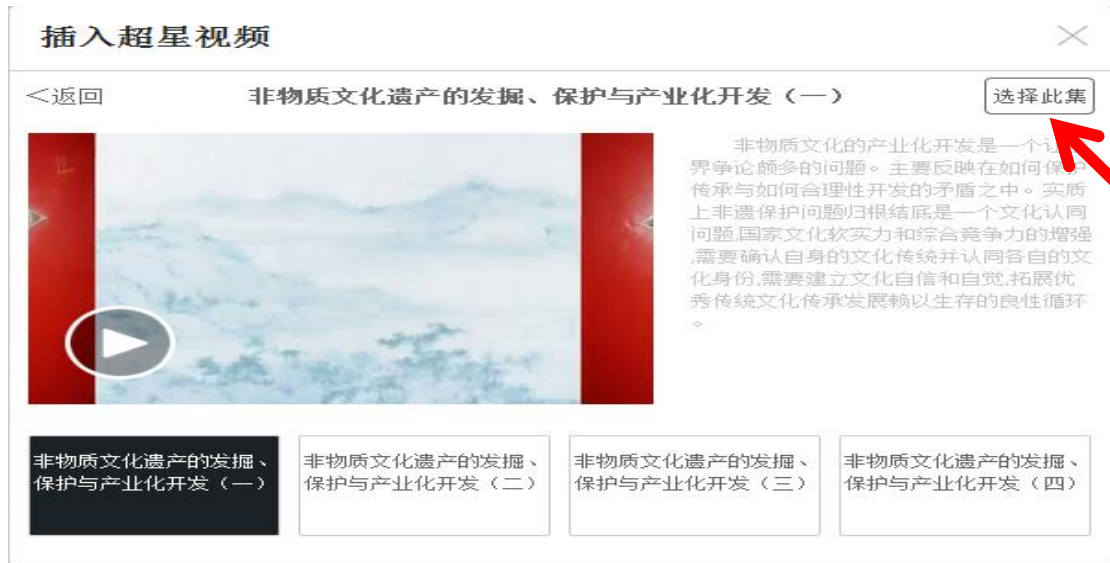 插入超星视频
<返回
非物质文化遗产的发掘、保护与产业化开发（一）
选择此集
非物质文化的产业化开发是一个让
界争论颇多的问题。主要反映在如何保护
传承与如何合理性开发的矛盾之中。实质
上非遗保护问题归根结底是一个文化认同
问题,国家文化软实力和综合竞争力的增强
,需要确认自身的文化传统并认同各自的文
化身份,需要建立文化自信和自觉,拓展优
秀传统文化传承发展赖以生存的良性循环
。
非物质文化遗产的发掘、
保护与产业化开发（一）
非物质文化遗产的发掘、
保护与产业化开发（二）
非物质文化遗产的发掘、
保护与产业化开发（三）
非物质文化遗产的发掘、
保护与产业化开发（四）